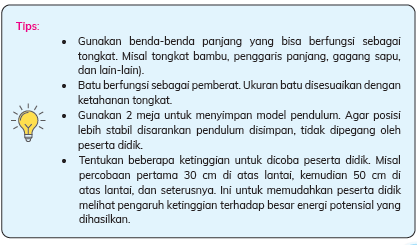 Tips:
• Gunakan benda-benda panjang yang bisa berfungsi sebagai
tongkat. Misal tongkat bambu, penggaris panjang, gagang sapu,
dan lain-lain).
• Batu berfungsi sebagai pemberat. Ukuran batu disesuaikan dengan
ketahanan tongkat.
• Gunakan 2 meja untuk menyimpan model pendulum. Agar posisi
lebih stabil disarankan pendulum disimpan, tidak dipegang oleh
peserta didik.
• Tentukan beberapa ketinggian untuk dicoba peserta didik. Misal
percobaan pertama 30 cm di atas lantai, kemudian 50 cm di
atas lantai, dan seterusnya. Ini untuk memudahkan peserta didik
melihat pengaruh ketinggian terhadap besar energi potensial yang
dihasilkan.